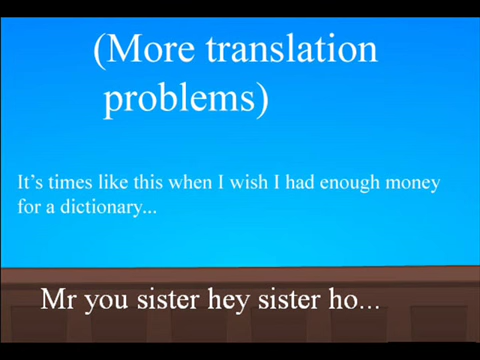 (More translation
problems)
It's times like this when I wish I had enough money
for a dictionary...
Mr you sister hey sister ho...